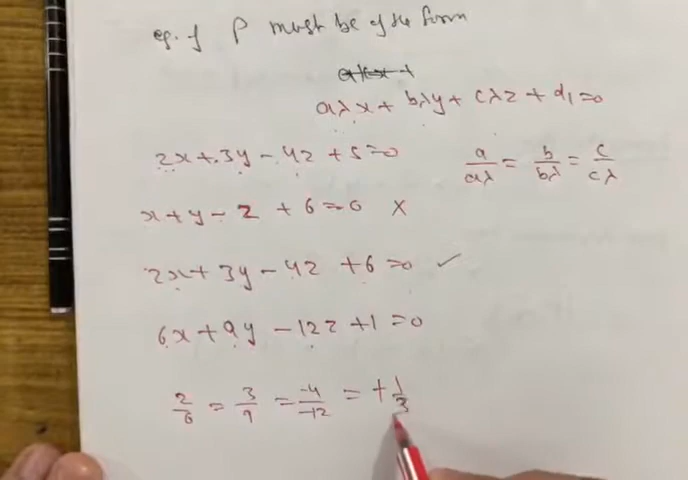 eq. of P must be of the form
aλx + bλy + cλz + d₁ = 0
2x + 3y - 4z + 5 = 0
a/aλ = b/bλ = c/cλ
x + y - z + 6 = 0 ×
2x + 3y - 4z + 6 = 0 ✓
6x + 9y - 12z + 1 = 0
2/6 = 3/9 = -4/-12 = +1/3